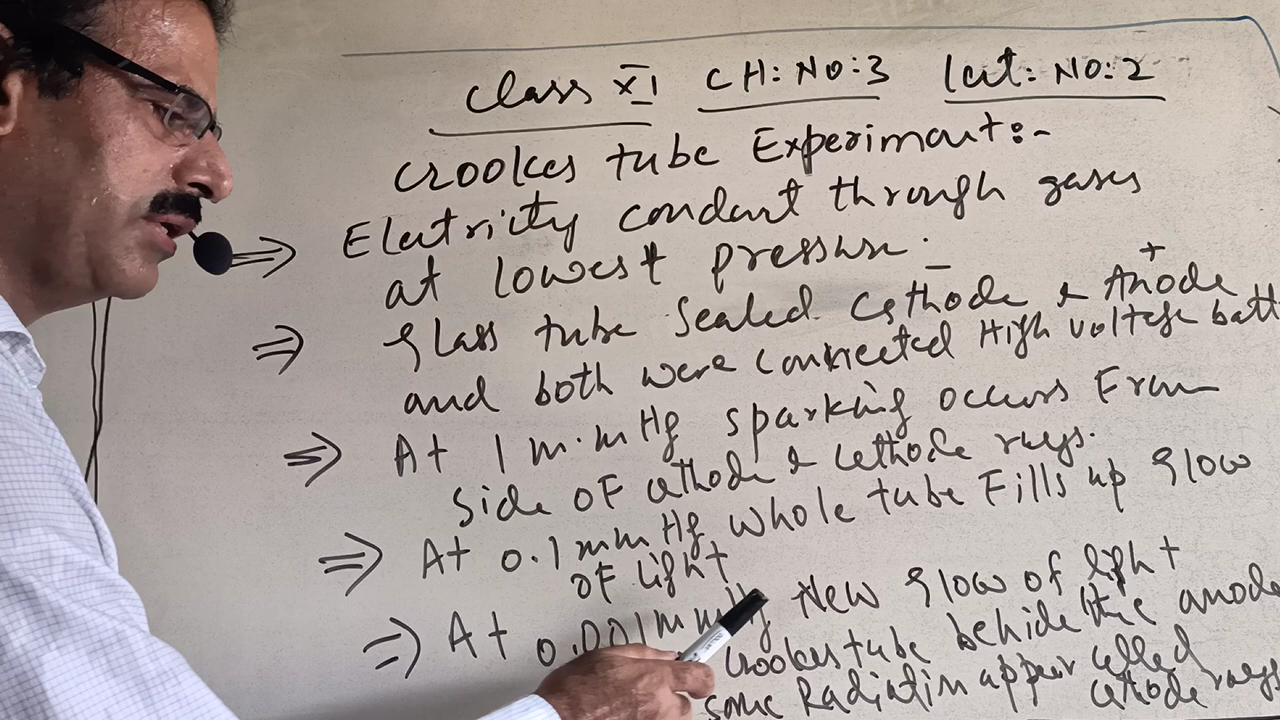 Class XI CH: NO: 3 Lect: NO: 2
Crookes tube Experiment:-
⇒ Electricity conduct through gases
at lowest pressure.
- +
⇒ Glass tube sealed Cathode & Anode
and both were connected High voltage batt
⇒ At 1 m.m Hg sparking occurs From
side OF cathode & cathode rays.
⇒ At 0.1 mm Hg whole tube Fills up glow
OF light
⇒ At 0.001 mm Hg New glow of light
Crookes tube behide the anode
some Radiation apper called
cathode rays